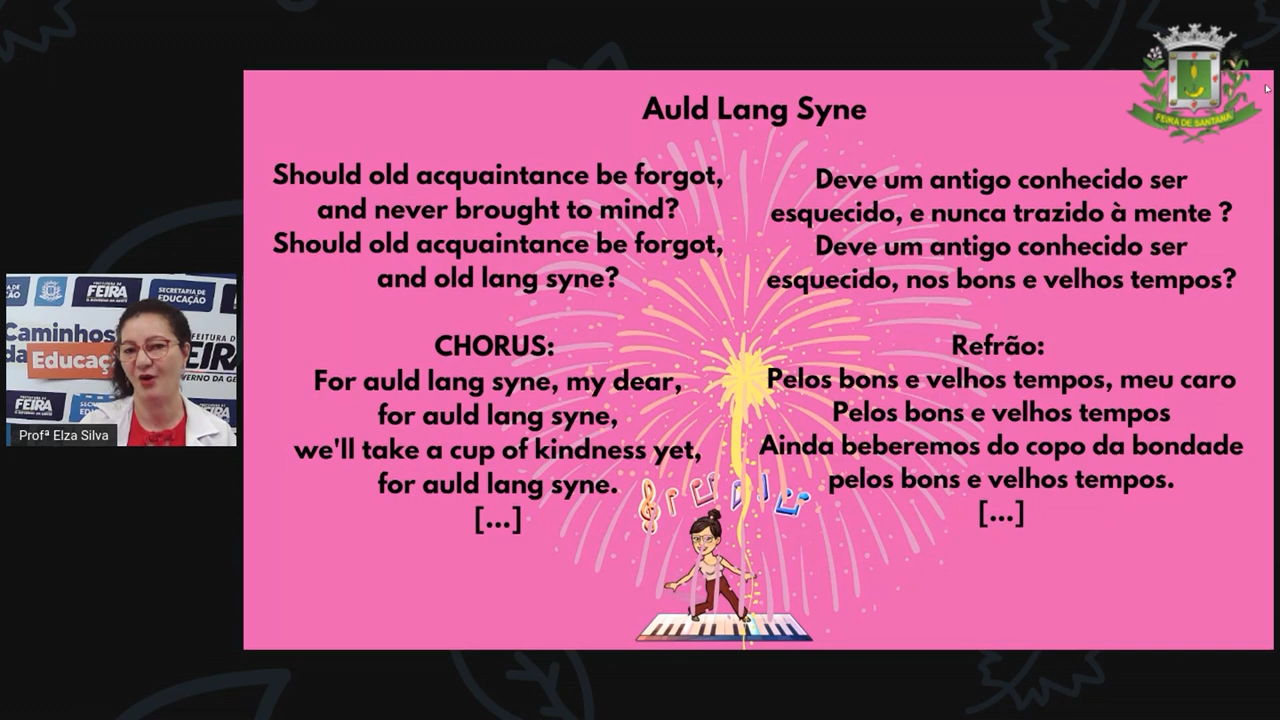 Auld Lang Syne
Should old acquaintance be forgot,
and never brought to mind?
Should old acquaintance be forgot,
and old lang syne?
CHORUS:
For auld lang syne, my dear,
for auld lang syne,
we'll take a cup of kindness yet,
for auld lang syne.
[...]
Deve um antigo conhecido ser
esquecido, e nunca trazido à mente ?
Deve um antigo conhecido ser
esquecido, nos bons e velhos tempos?
Refrão:
Pelos bons e velhos tempos, meu caro
Pelos bons e velhos tempos
Ainda beberemos do copo da bondade
pelos bons e velhos tempos.
[...]
FEIRA DE SANTANA
FEIRA
SECRETARIA DE
EDUCAÇÃO
Caminhos
da Educaç
EIRA
FEIRA
Profª Elza Silva